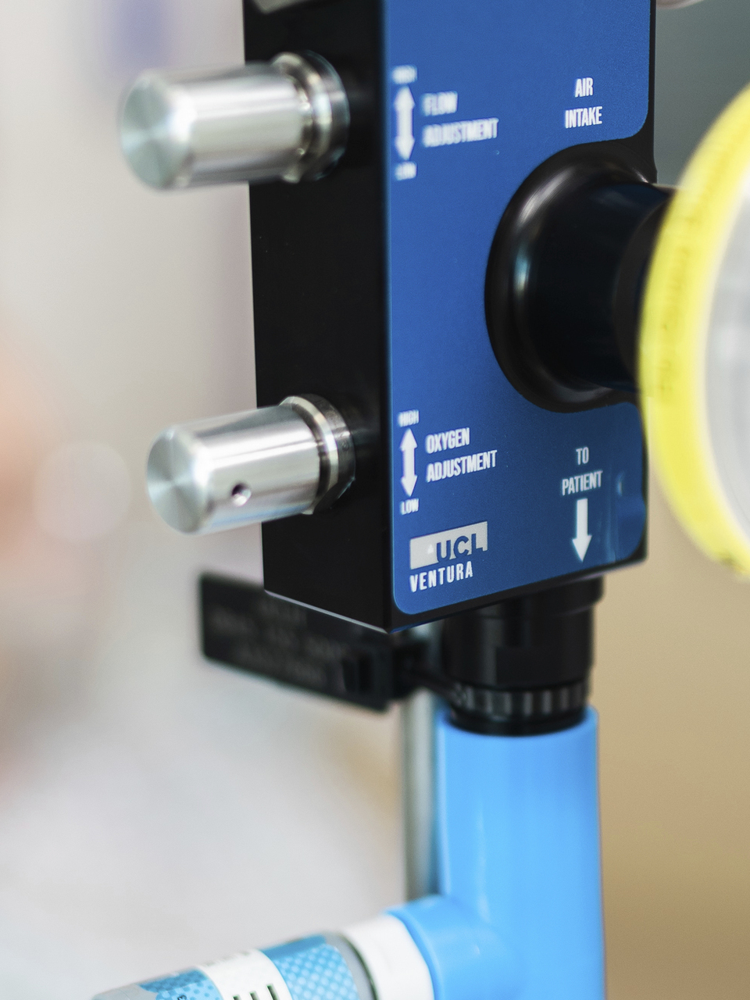 HIGH
FLOW
ADJUSTMENT
LOW
AIR
INTAKE
HIGH
OXYGEN
ADJUSTMENT
LOW
TO
PATIENT
UCL
VENTURA